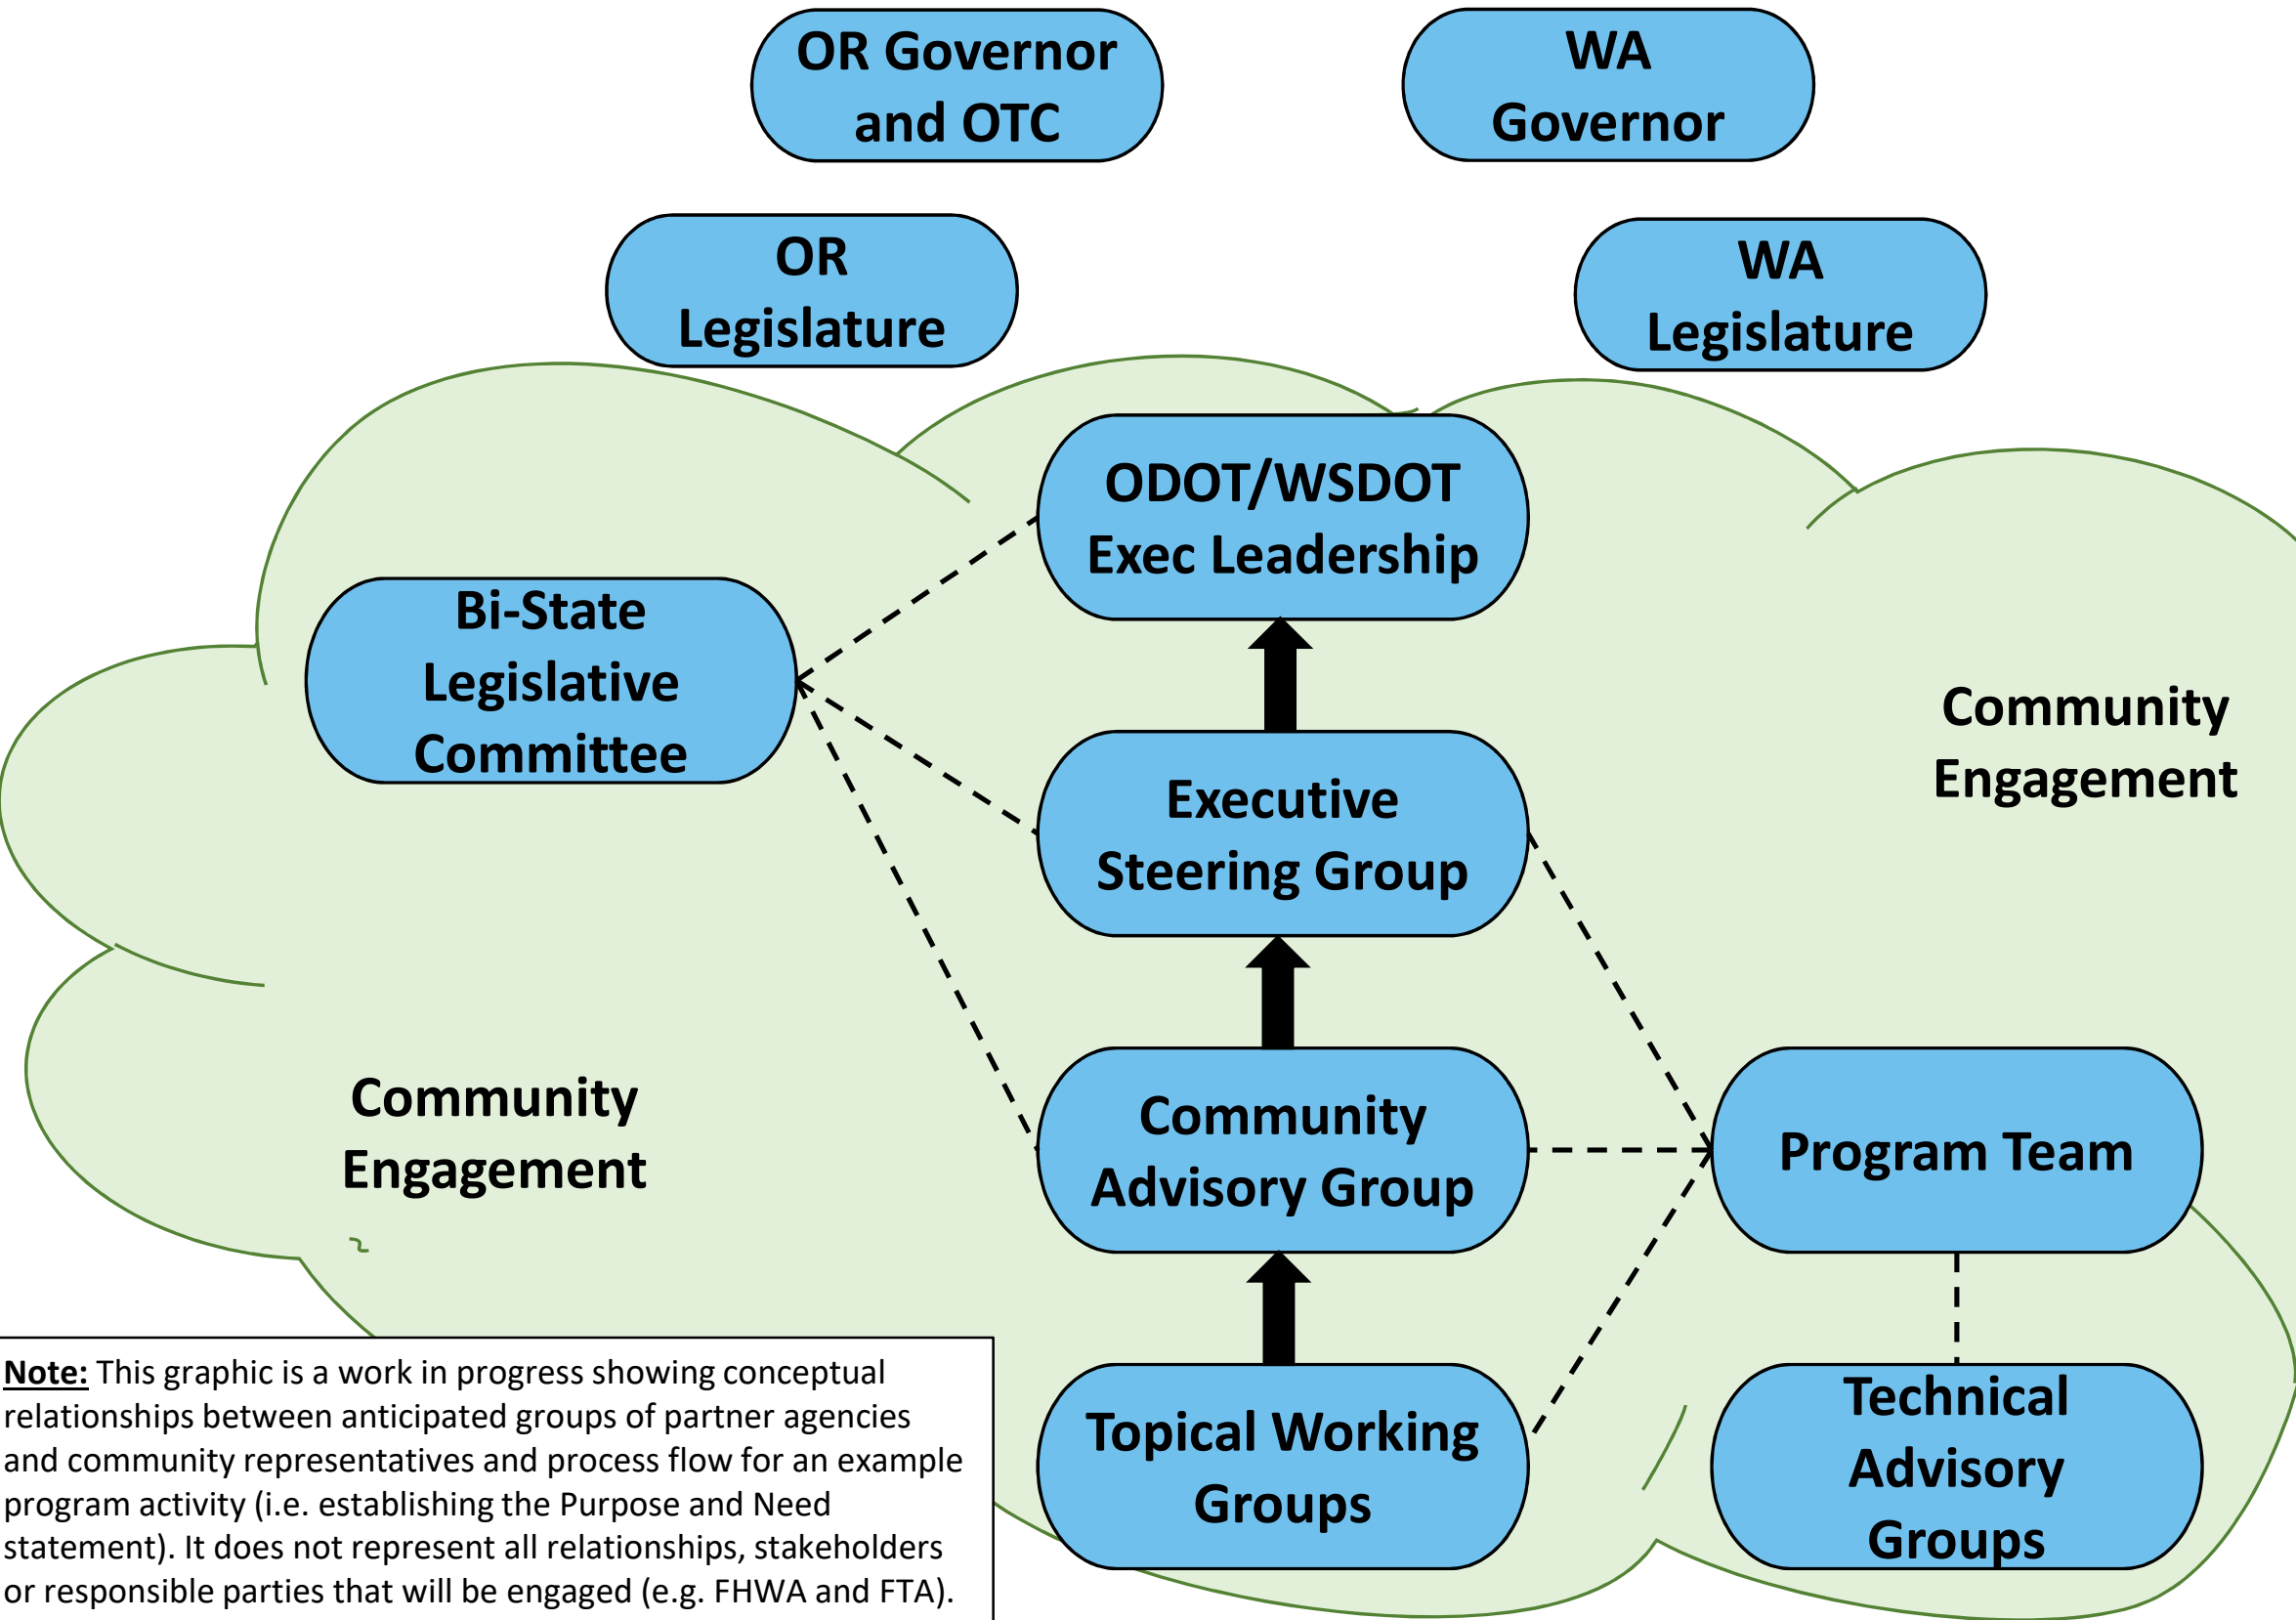 OR Governor
and OTC
WA
Governor
OR
Legislature
WA
Legislature
ODOT/WSDOT
Exec Leadership
Bi-State
Legislative
Committee
Community
Engagement
Executive
Steering Group
Community
Engagement
Community
Advisory Group
Program Team
Topical Working
Groups
Technical
Advisory
Groups
Note: This graphic is a work in progress showing conceptual
relationships between anticipated groups of partner agencies
and community representatives and process flow for an example
program activity (i.e. establishing the Purpose and Need
statement). It does not represent all relationships, stakeholders
or responsible parties that will be engaged (e.g. FHWA and FTA).